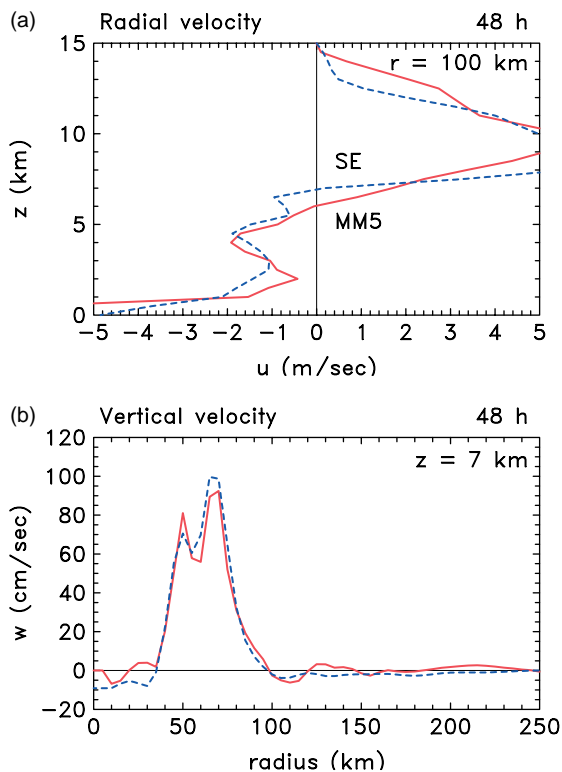 (a) Radial velocity 48 h
15
r = 100 km
10
z (km)
SE
5
MM5
0
−5 −4 −3 −2 −1 0 1 2 3 4 5
u (m/sec)
(b) Vertical velocity 48 h
120
z = 7 km
100
80
60
w (cm/sec)
40
20
0
−20
0 50 100 150 200 250
radius (km)